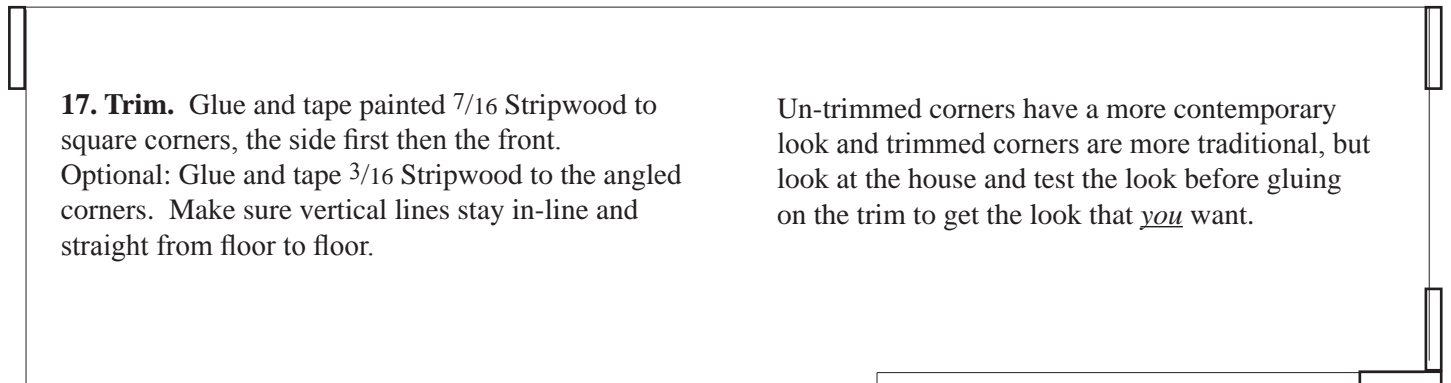 17. Trim.  Glue and tape painted 7/16 Stripwood to
square corners, the side first then the front.
Optional: Glue and tape 3/16 Stripwood to the angled
corners.  Make sure vertical lines stay in-line and
straight from floor to floor.
Un-trimmed corners have a more contemporary
look and trimmed corners are more traditional, but
look at the house and test the look before gluing
on the trim to get the look that you want.